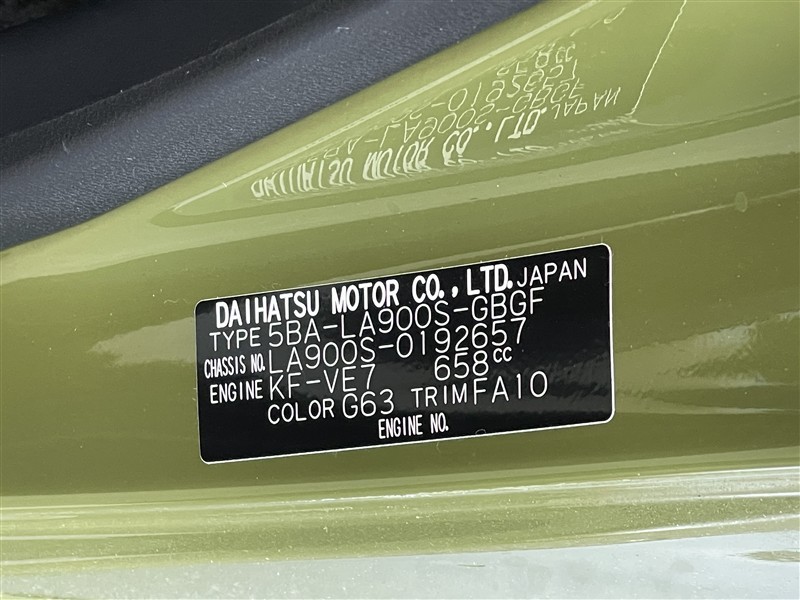 DAIHATSU MOTOR CO., LTD. JAPAN
TYPE 5BA-LA900S-GBGF
CHASSIS NO. LA900S-0192657
ENGINE KF-VE7 658cc
COLOR G63 TRIM FA10
ENGINE NO.